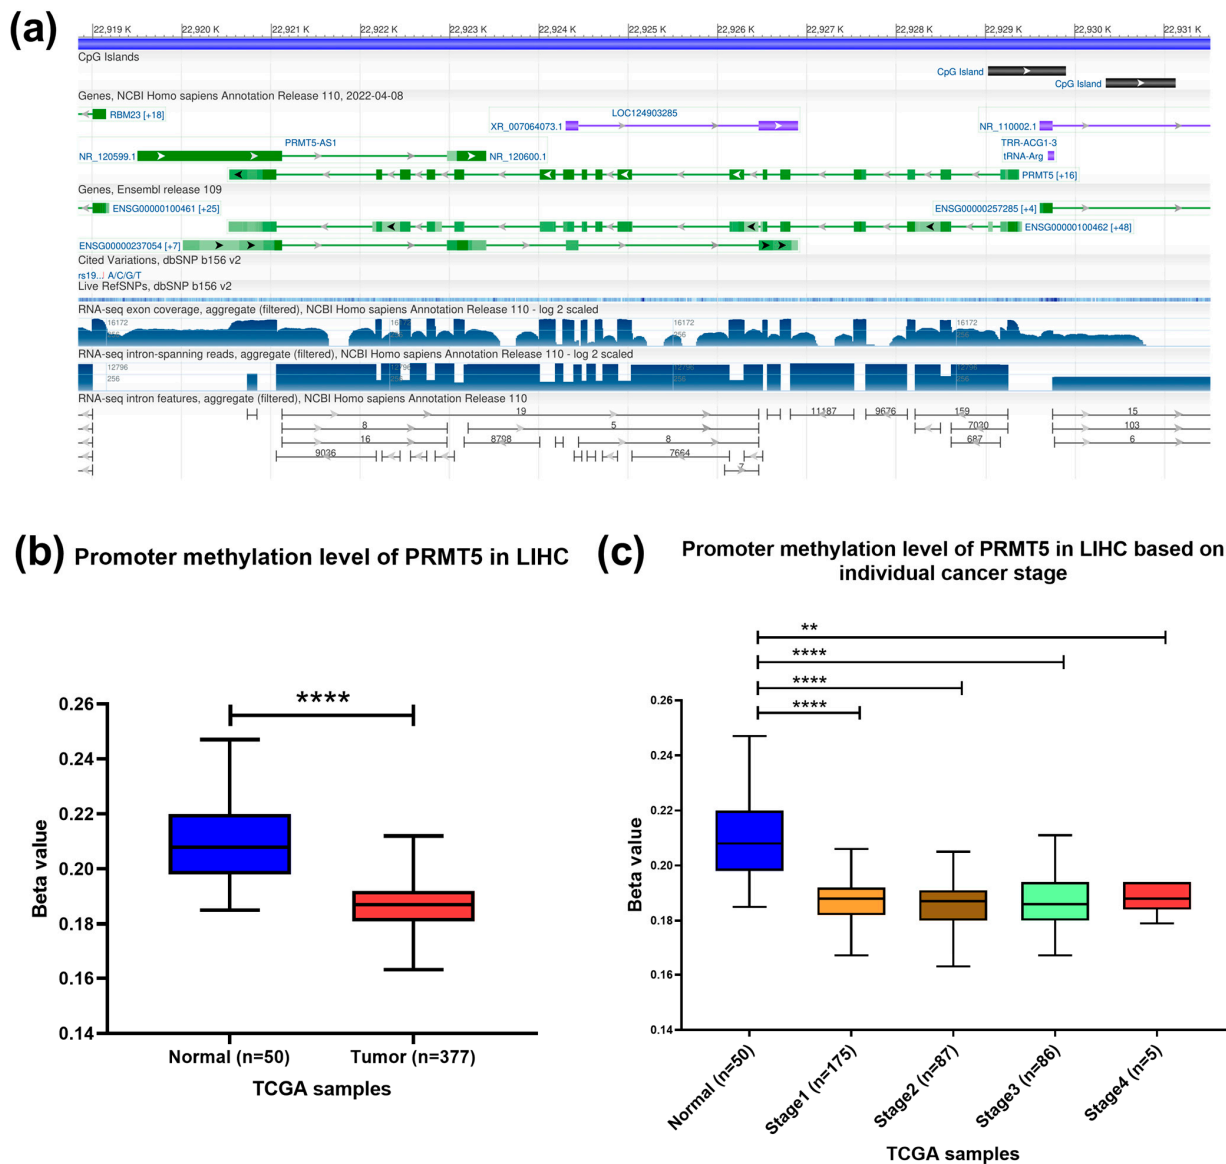 (a)
22,919 K 22,920 K 22,921 K 22,922 K 22,923 K 22,924 K 22,925 K 22,926 K 22,927 K 22,928 K 22,929 K 22,930 K 22,931 K
CpG Islands
CpG Island
CpG Island
Genes, NCBI Homo sapiens Annotation Release 110, 2022-04-08
RBM23 [+18] LOC124903285
XR_007064073.1 NR_110002.1
PRMT5-AS1 TRR-ACG1-3
NR_120599.1 NR_120600.1 tRNA-Arg
PRMT5 [+16]
Genes, Ensembl release 109
ENSG00000100461 [+25] ENSG00000257285 [+4]
ENSG00000100462 [+48]
ENSG00000237054 [+7]
Cited Variations, dbSNP b156 v2
rs19... A/C/G/T
Live RefSNPs, dbSNP b156 v2
RNA-seq exon coverage, aggregate (filtered), NCBI Homo sapiens Annotation Release 110 - log 2 scaled
16172 16172 16172
256 256 256
RNA-seq intron-spanning reads, aggregate (filtered), NCBI Homo sapiens Annotation Release 110 - log 2 scaled
12796 12796 12796 12796
256 256 256 256
RNA-seq intron features, aggregate (filtered), NCBI Homo sapiens Annotation Release 110
19 11187 9676 159 15
8 5 7030 103
16 8798 8 687 6
9036 7664
7
(b) Promoter methylation level of PRMT5 in LIHC
****
0.26
0.24
0.22
0.20
0.18
0.16
0.14
Beta value
Normal (n=50) Tumor (n=377)
TCGA samples
(c) Promoter methylation level of PRMT5 in LIHC based on
individual cancer stage
**
****
****
****
0.26
0.24
0.22
0.20
0.18
0.16
0.14
Beta value
Normal (n=50) Stage1 (n=175) Stage2 (n=87) Stage3 (n=86) Stage4 (n=5)
TCGA samples